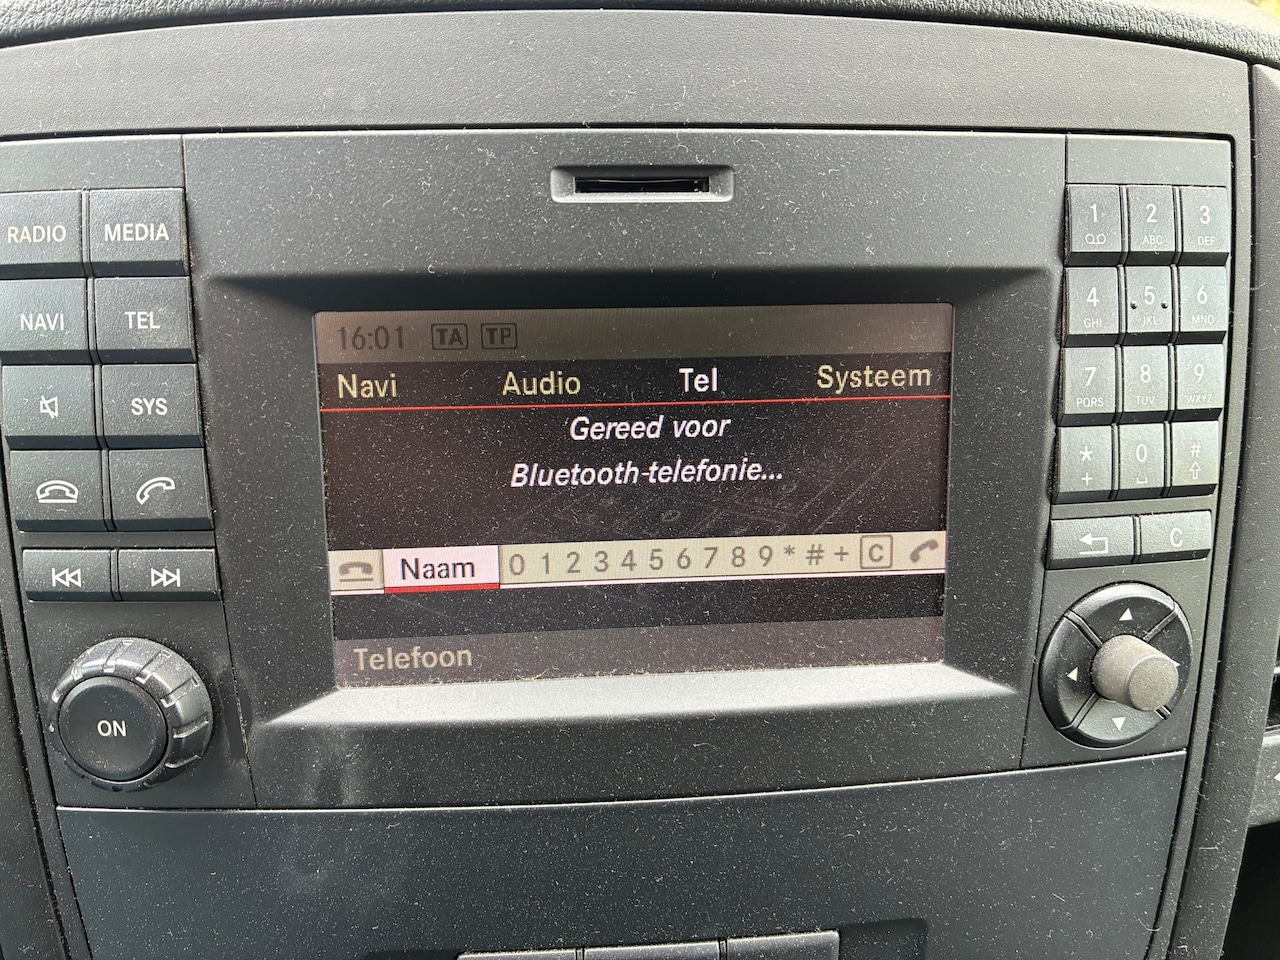 RADIO MEDIA
NAVI TEL
SYS
ON
16:01 TA TP
Navi Audio Tel Systeem
Gereed voor
Bluetooth-telefonie...
Naam 0 1 2 3 4 5 6 7 8 9 * # + C
Telefoon
1 2 3
ABC DEF
4 5 6
GHI JKL MNO
7 8 9
PQRS TUV WXYZ
* 0 #
+
C